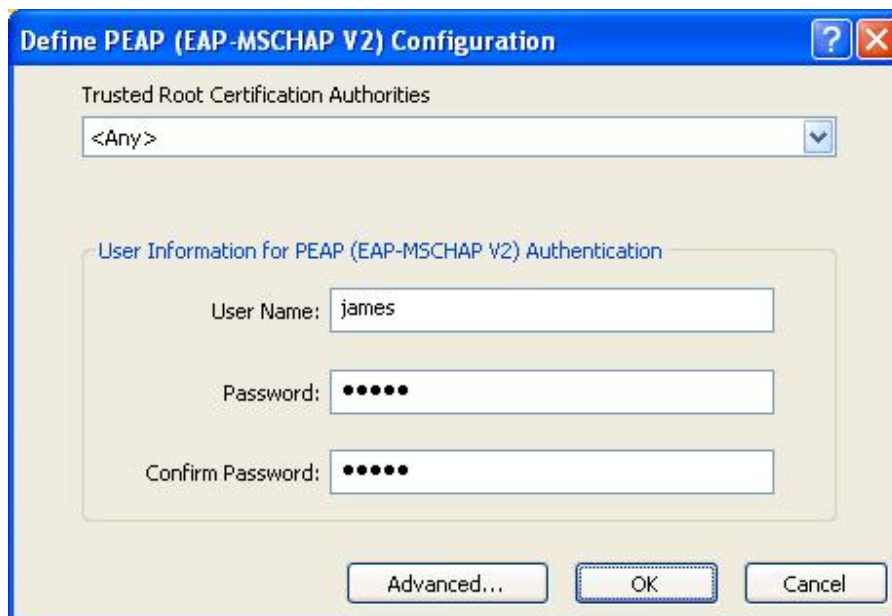 Define PEAP (EAP-MSCHAP V2) Configuration
Trusted Root Certification Authorities
<Any>
User Information for PEAP (EAP-MSCHAP V2) Authentication
User Name: james
Password: •••••
Confirm Password: •••••
Advanced... OK Cancel